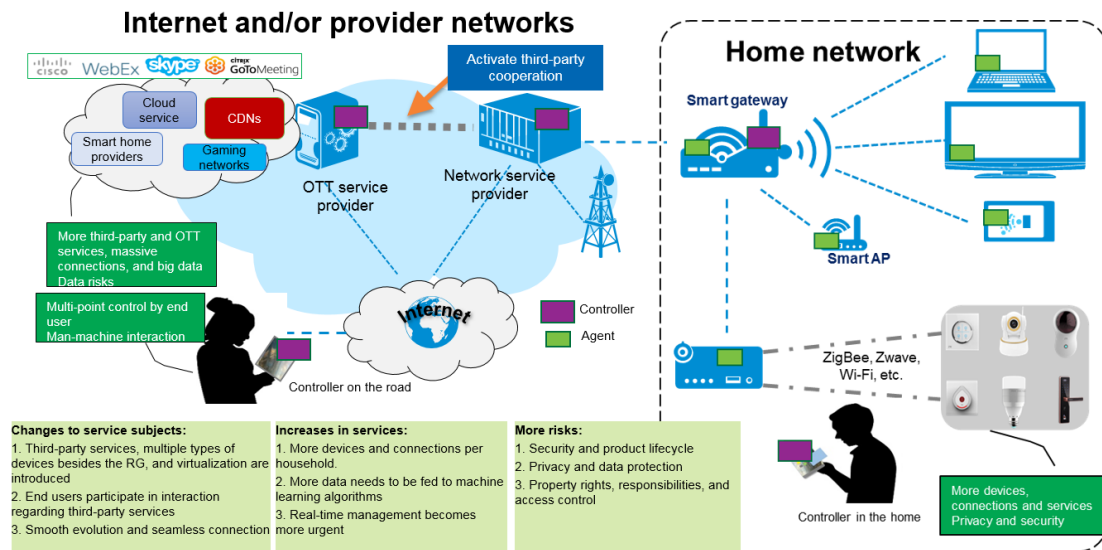 Internet and/or provider networks
cisco
WebEx
skype
citrix
GoToMeeting
Cloud
service
CDNs
Smart home
providers
Gaming
networks
Activate third-party
cooperation
OTT service
provider
Network service
provider
Home network
Smart gateway
Smart AP
More third-party and OTT
services, massive
connections, and big data
Data risks
Multi-point control by end
user
Man-machine interaction
Internet
Controller
Agent
Controller on the road
ZigBee, Zwave,
Wi-Fi, etc.
Controller in the home
More devices,
connections and services
Privacy and security
Changes to service subjects:
1. Third-party services, multiple types of
devices besides the RG, and virtualization are
introduced
2. End users participate in interaction
regarding third-party services
3. Smooth evolution and seamless connection
Increases in services:
1. More devices and connections per
household.
2. More data needs to be fed to machine
learning algorithms
3. Real-time management becomes
more urgent
More risks:
1. Security and product lifecycle
2. Privacy and data protection
3. Property rights, responsibilities, and
access control